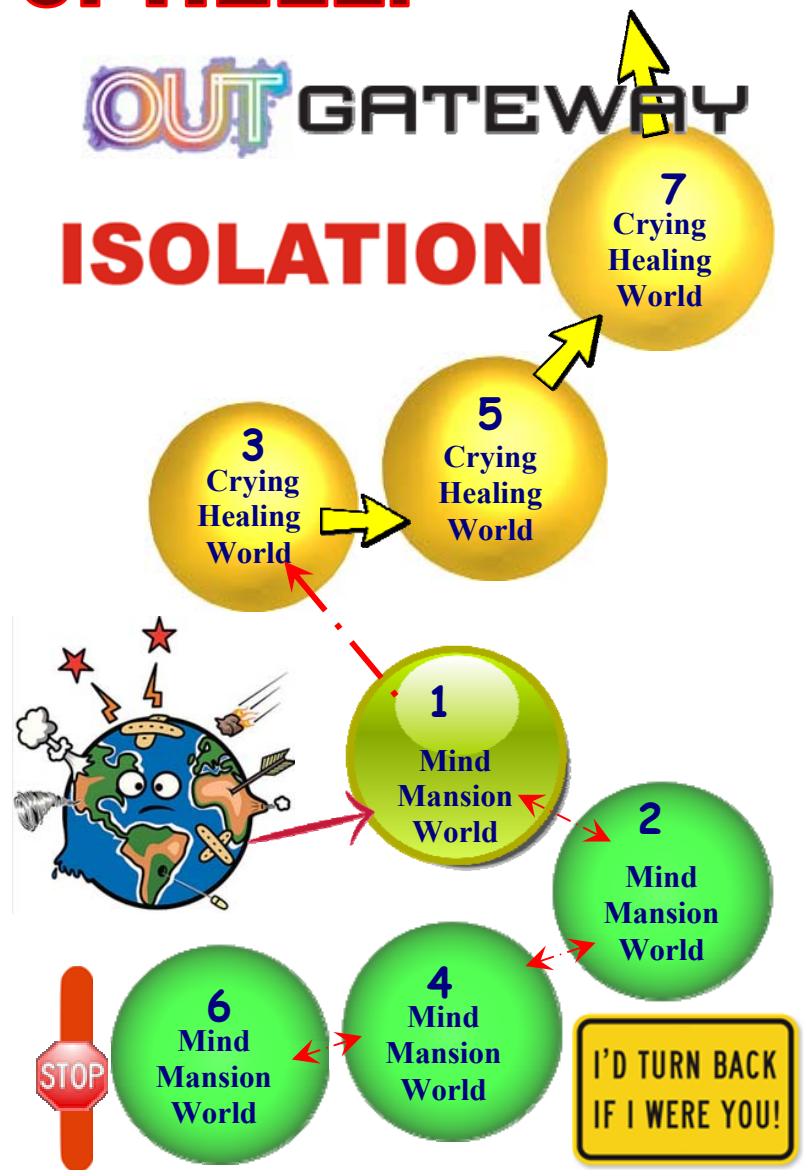 OUT GATEWAY
7
Crying
Healing
World
ISOLATION
5
Crying
Healing
World
3
Crying
Healing
World
1
Mind
Mansion
World
2
Mind
Mansion
World
4
Mind
Mansion
World
6
Mind
Mansion
World
STOP
I'D TURN BACK
IF I WERE YOU!